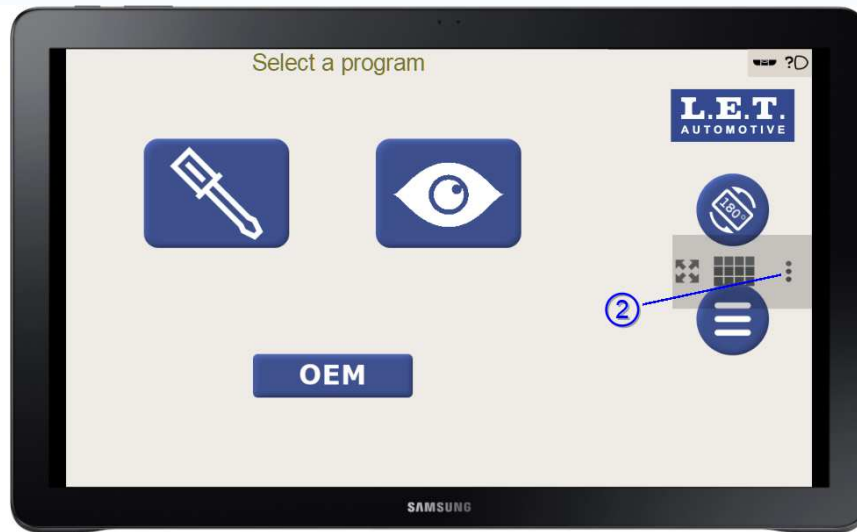 Select a program
?
L.E.T.
AUTOMOTIVE
180°
2
OEM
SAMSUNG